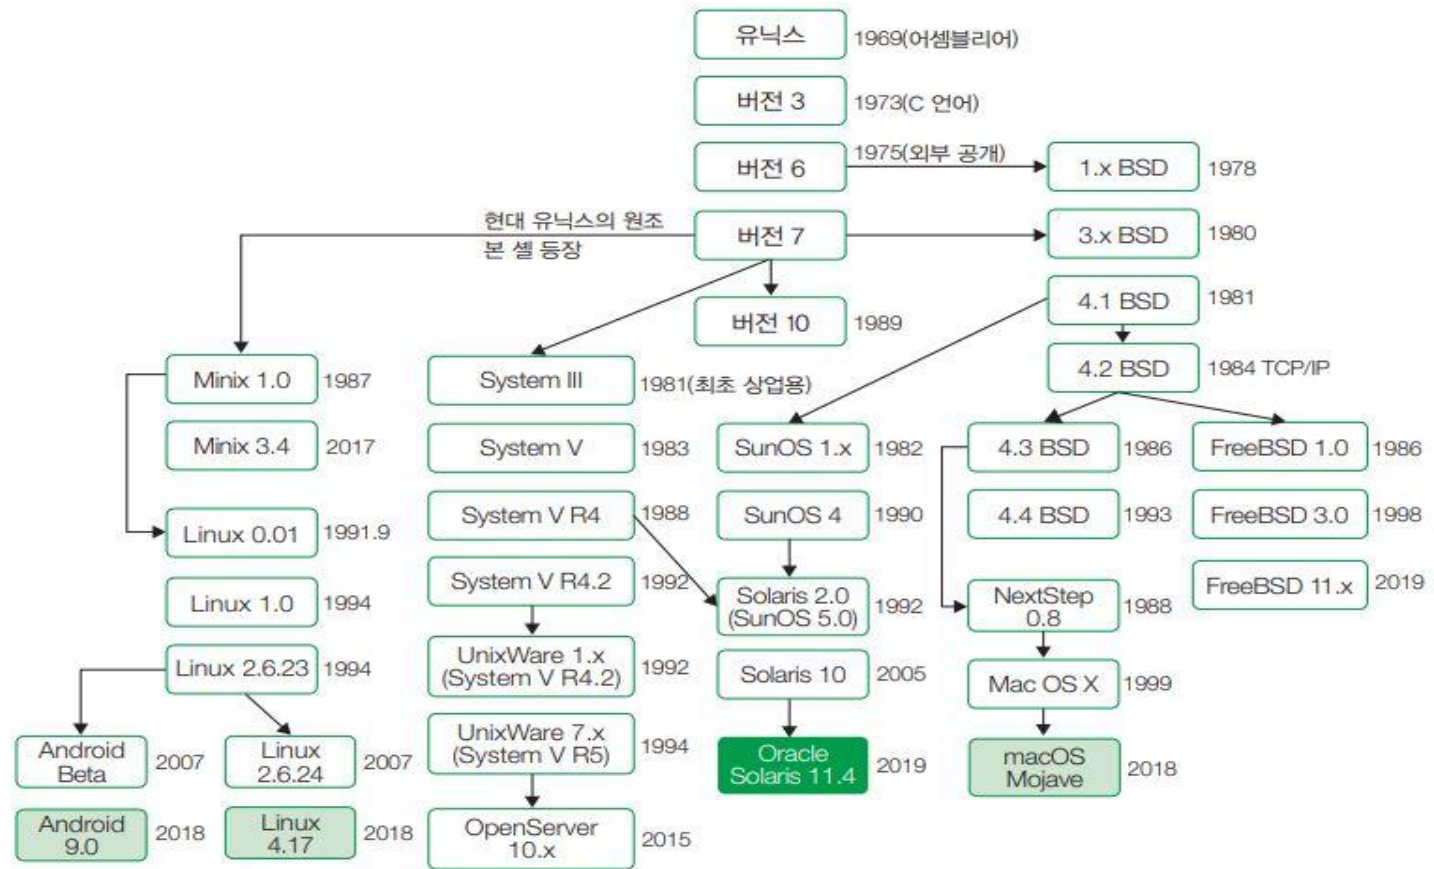 유닉스 1969(어셈블리어)
버전 3 1973(C 언어)
버전 6 1975(외부 공개) 1.x BSD 1978
현대 유닉스의 원조
본 셸 등장
버전 7 3.x BSD 1980
4.1 BSD 1981
버전 10 1989
4.2 BSD 1984 TCP/IP
Minix 1.0 1987
System III 1981(최초 상업용)
Minix 3.4 2017
System V 1983
SunOS 1.x 1982
4.3 BSD 1986
FreeBSD 1.0 1986
Linux 0.01 1991.9
System V R4 1988
SunOS 4 1990
4.4 BSD 1993
FreeBSD 3.0 1998
Linux 1.0 1994
System V R4.2 1992
Solaris 2.0
(SunOS 5.0) 1992
NextStep
0.8 1988
FreeBSD 11.x 2019
Linux 2.6.23 1994
UnixWare 1.x
(System V R4.2) 1992
Solaris 10 2005
Mac OS X 1999
Android
Beta 2007
Linux
2.6.24 2007
UnixWare 7.x
(System V R5) 1994
Oracle
Solaris 11.4 2019
macOS
Mojave 2018
Android
9.0 2018
Linux
4.17 2018
OpenServer
10.x 2015